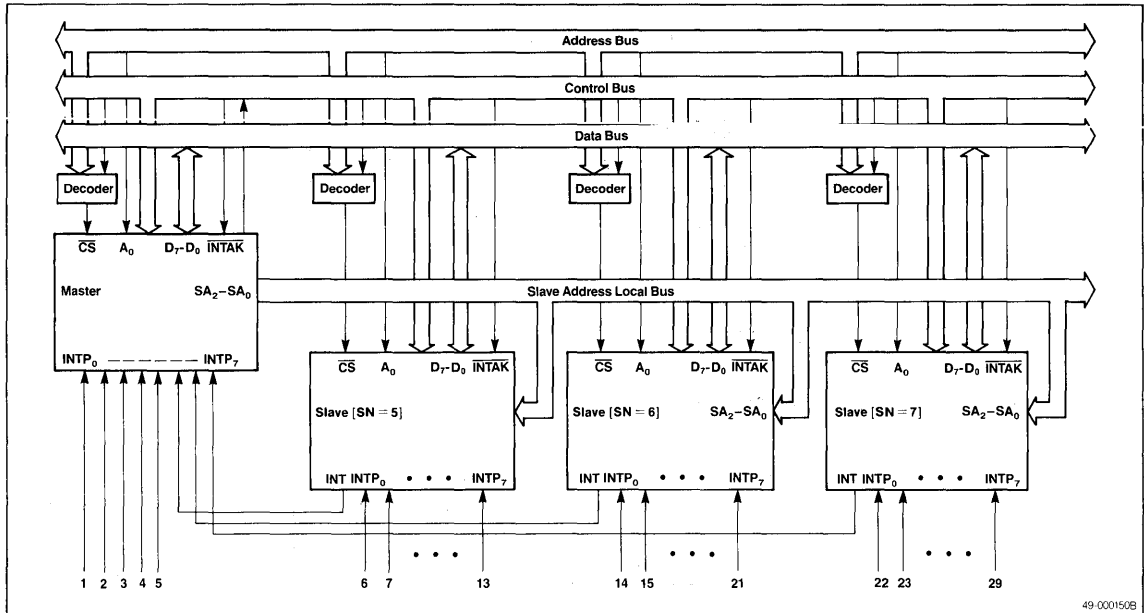 Address Bus
Control Bus
Data Bus
Decoder Decoder Decoder Decoder
CS A0 D7-D0 INTAK
Master SA2-SA0
Slave Address Local Bus
INTP0 — — — — — — INTP7
CS A0 D7-D0 INTAK CS A0 D7-D0 INTAK CS A0 D7-D0 INTAK
Slave [SN = 5} Slave [SN = 6] SA2-SA0 Slave [SN = 7] SA2-SA0
INT INTP0 • • • INTP7 INT INTP0 • • • INTP7 INT INTP0 • • • INTP7
• • • • • • • • •
1 2 3 4 5 6 7 13 14 15 21 22 23 29
49-000150B